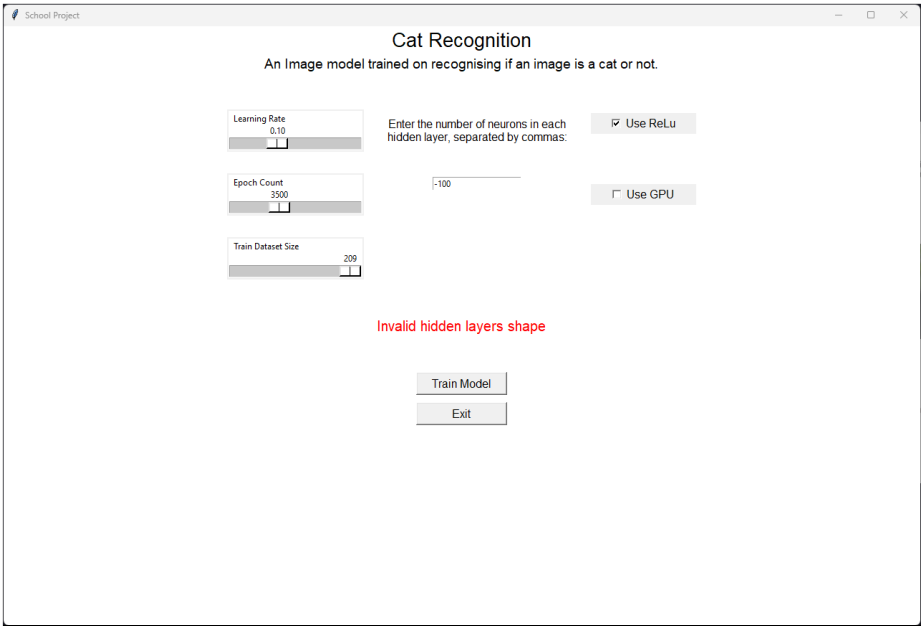 School Project
Cat Recognition
An Image model trained on recognising if an image is a cat or not.
Learning Rate
0.10
Enter the number of neurons in each
hidden layer, separated by commas:
Use ReLu
Epoch Count
3500
-100
Use GPU
Train Dataset Size
209
Invalid hidden layers shape
Train Model
Exit